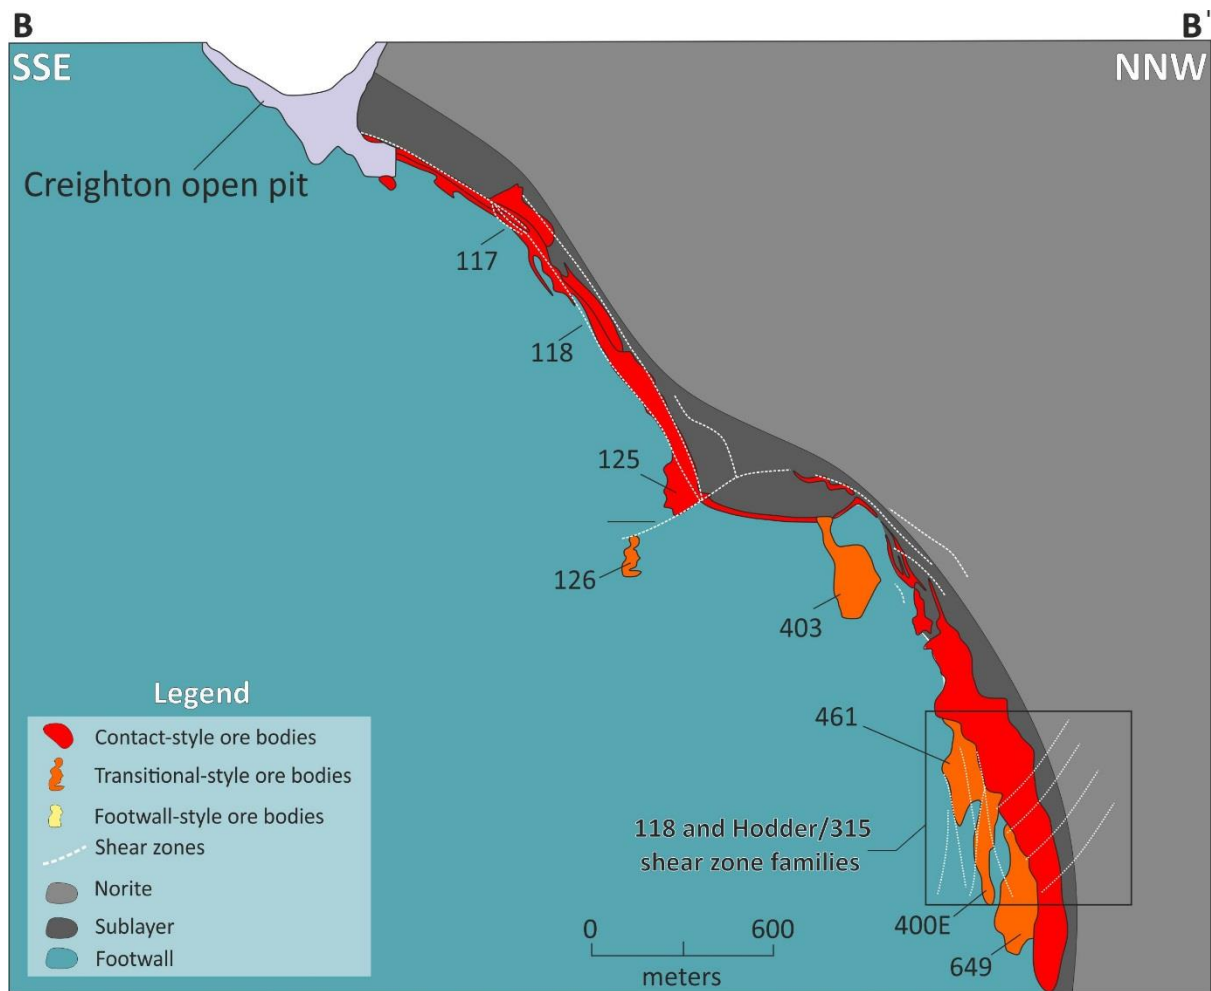 B
B'
SSE
NNW
Creighton open pit
117
118
125
126
403
461
118 and Hodder/315
shear zone families
400E
649
0
600
meters
Legend
Contact-style ore bodies
Transitional-style ore bodies
Footwall-style ore bodies
Shear zones
Norite
Sublayer
Footwall